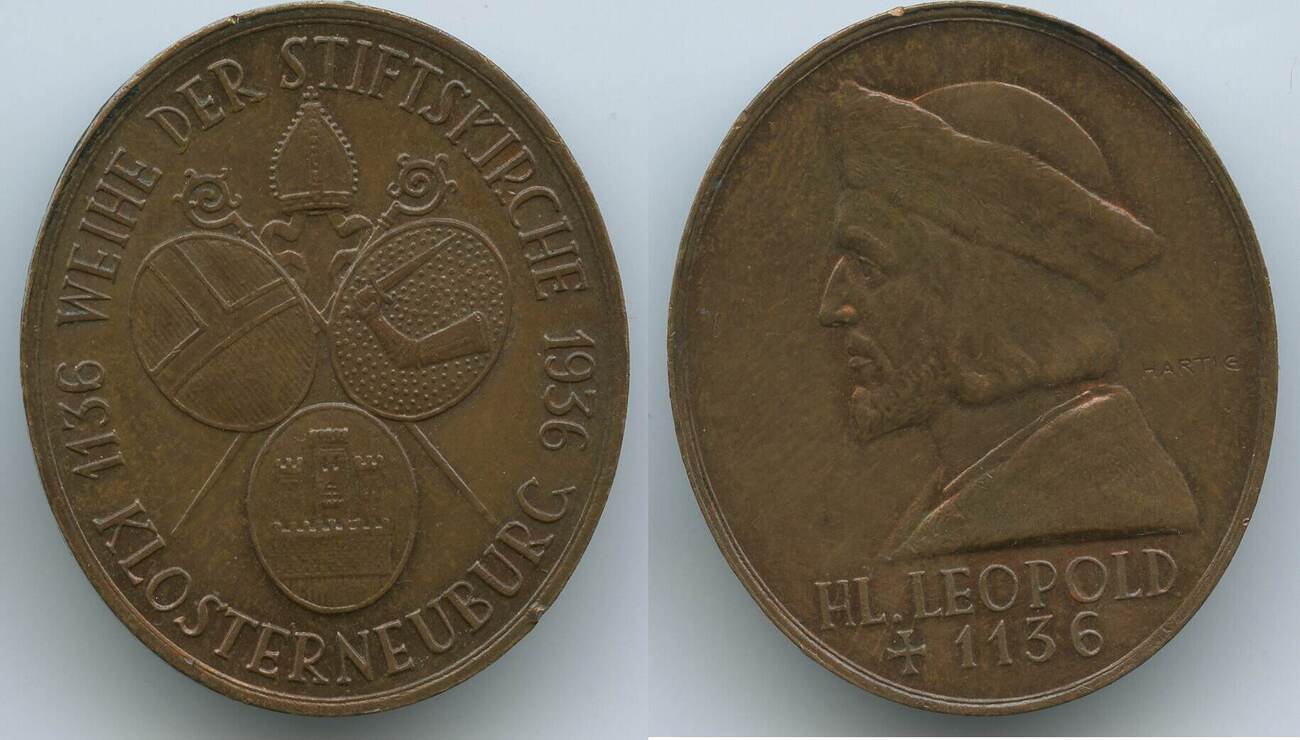 1136 WEIHE DER STIFTSKIRCHE 1936
KLOSTERNEUBURG
HARTIG
HL. LEOPOLD
✠ 1136